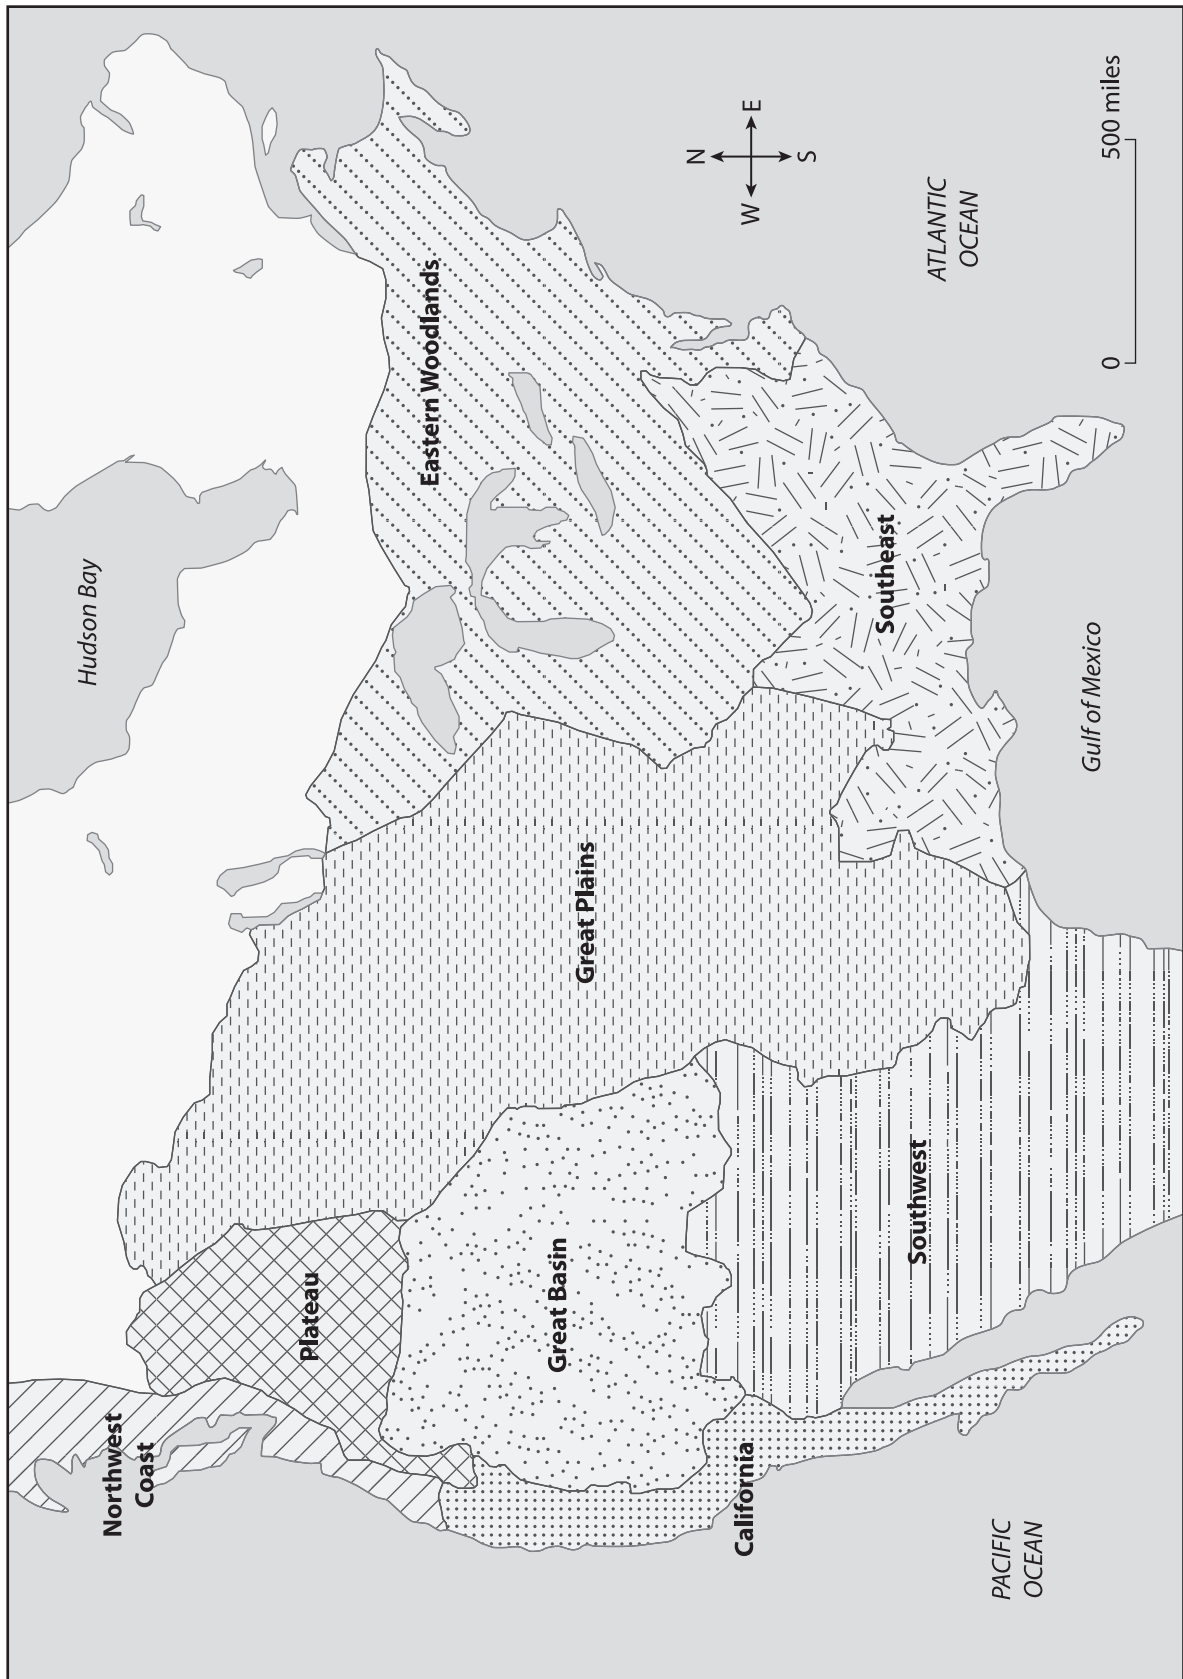 Hudson Bay
Northwest
Coast
Plateau
Eastern Woodlands
Great Plains
Great Basin
California
Southwest
Southeast
N
W
E
S
ATLANTIC
OCEAN
Gulf of Mexico
PACIFIC
OCEAN
0
500 miles